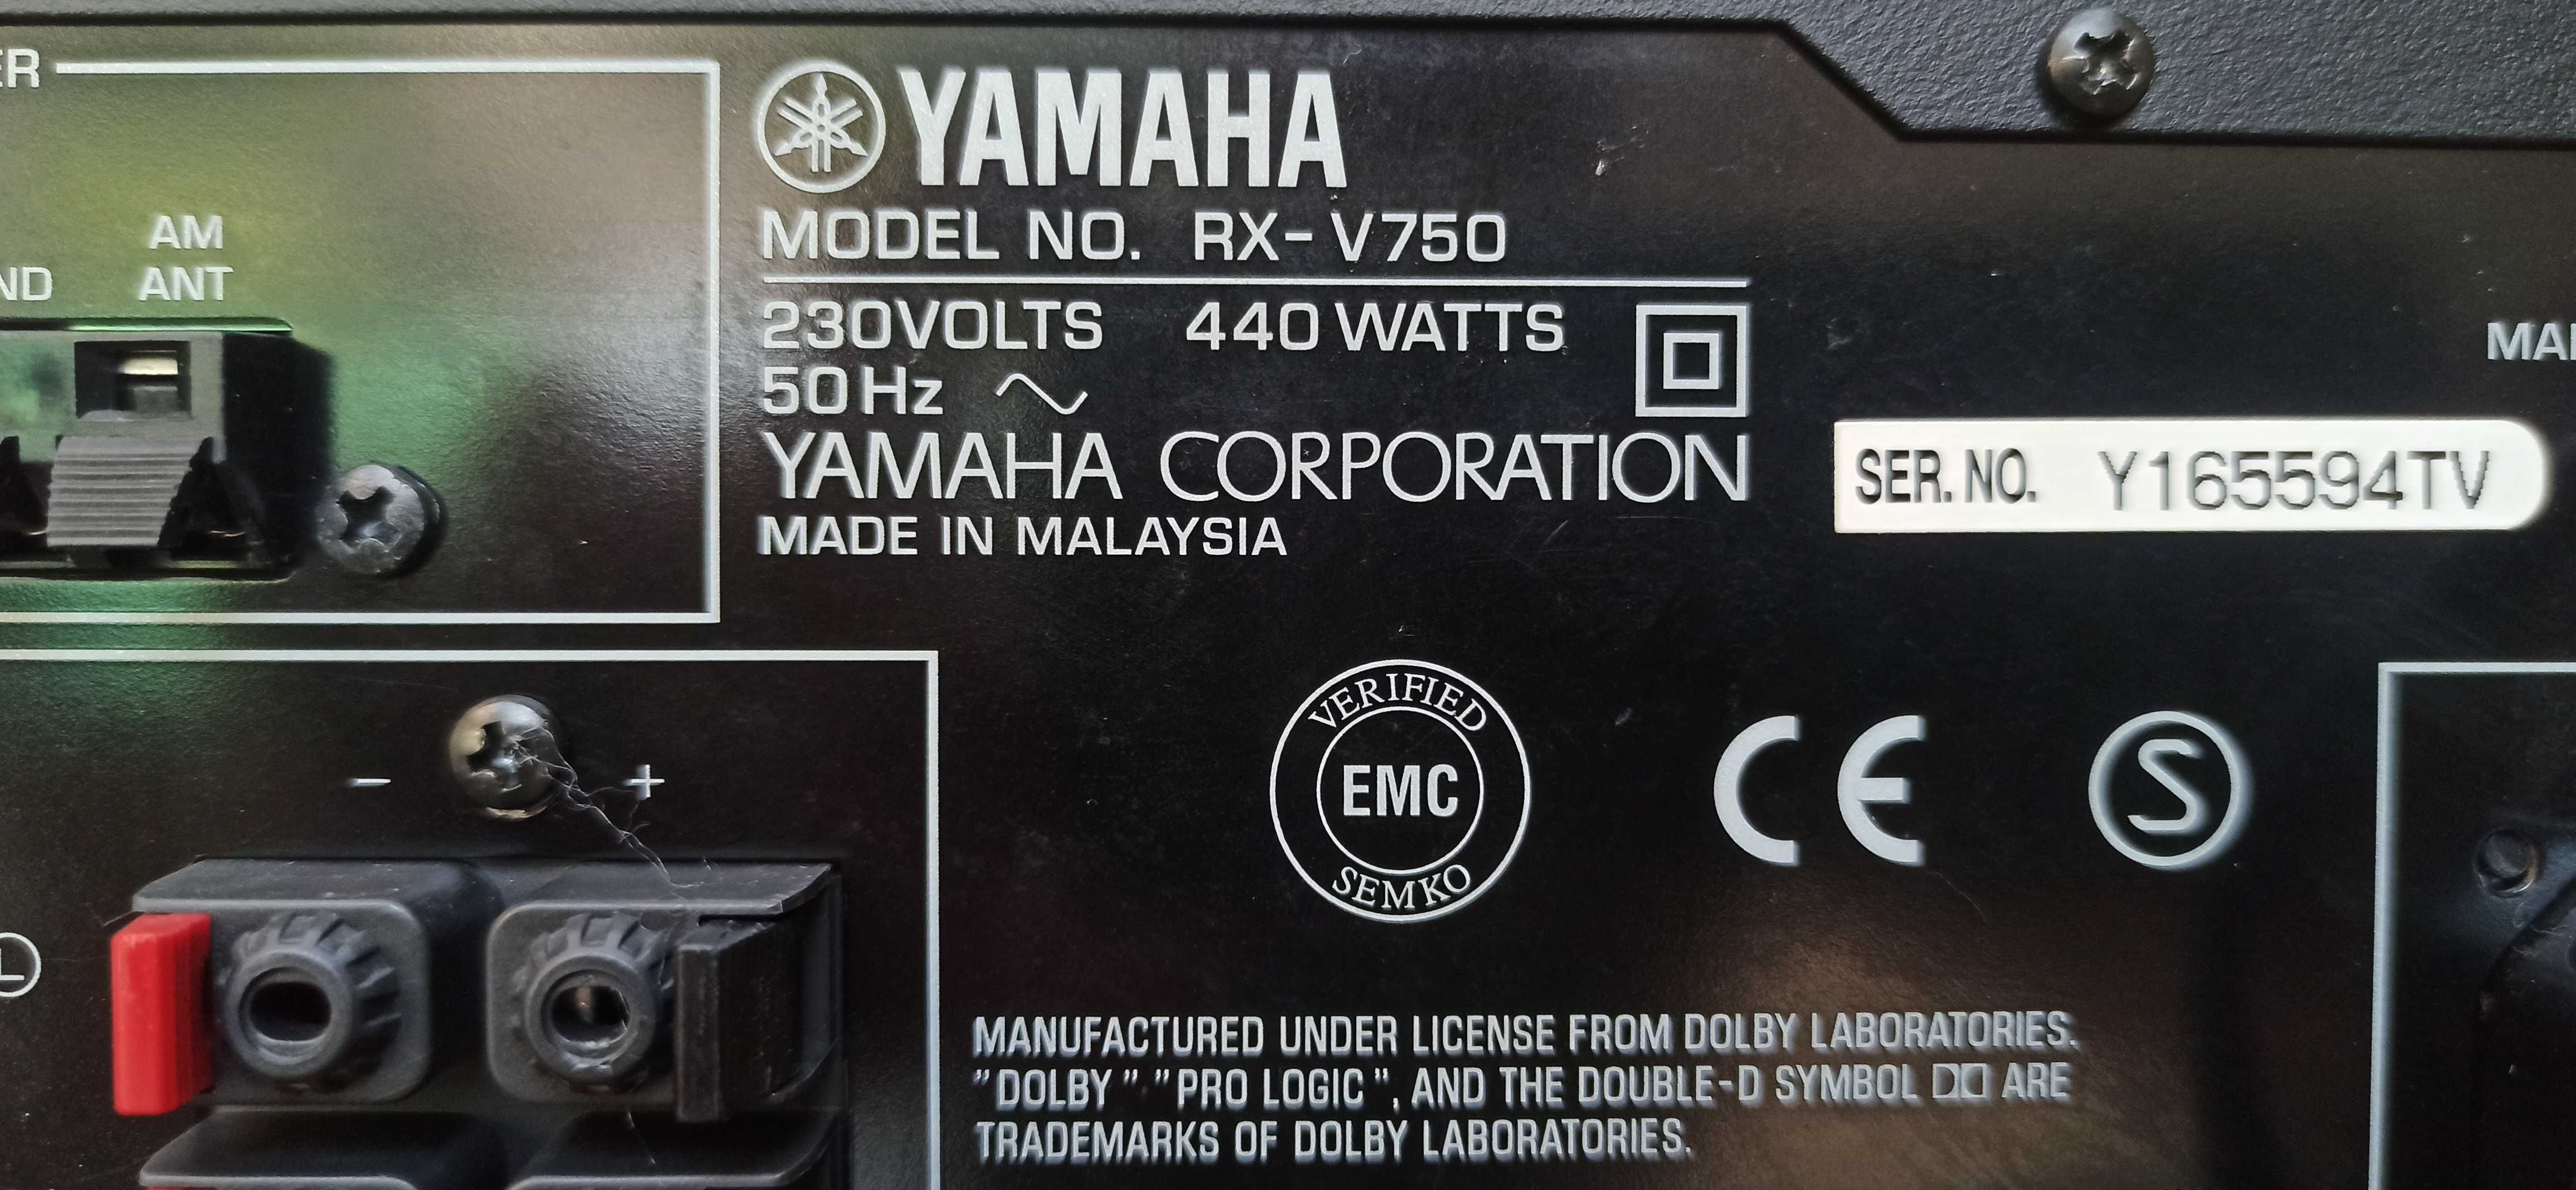 ER
AM
ND ANT
YAMAHA
MODEL NO. RX-V750
230VOLTS 440 WATTS
50Hz ~
YAMAHA CORPORATION
MADE IN MALAYSIA
MA
SER. NO. Y165594TV
- +
L
VERIFIED
EMC
SEMKO
CE
S
MANUFACTURED UNDER LICENSE FROM DOLBY LABORATORIES.
"DOLBY", "PRO LOGIC", AND THE DOUBLE-D SYMBOL ARE
TRADEMARKS OF DOLBY LABORATORIES.